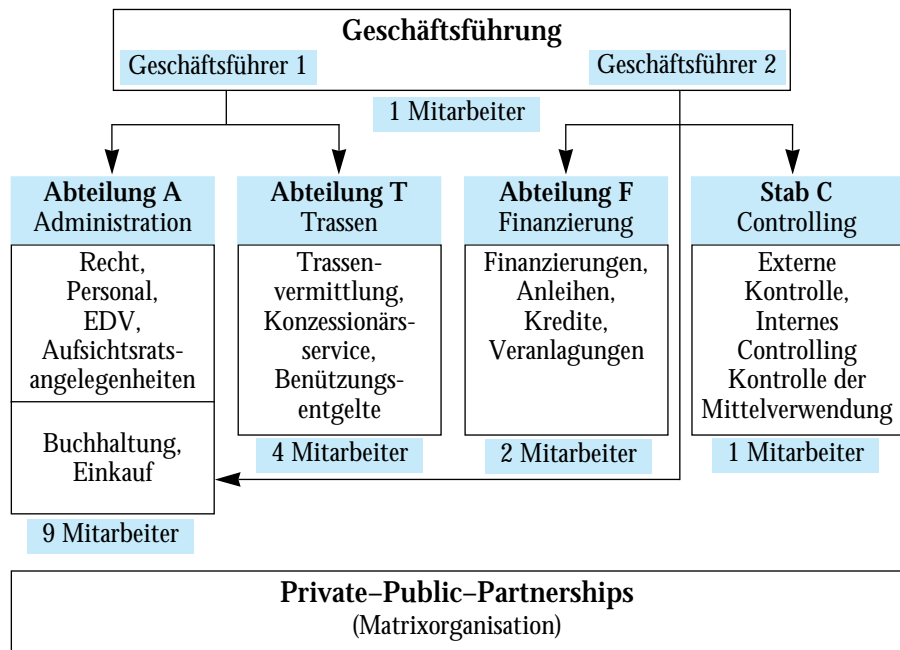 Geschäftsführung
Geschäftsführer 1
Geschäftsführer 2
1 Mitarbeiter
Abteilung A
Administration
Recht,
Personal,
EDV,
Aufsichtsrats-
angelegenheiten
Buchhaltung,
Einkauf
9 Mitarbeiter
Abteilung T
Trassen
Trassen-
vermittlung,
Konzessionärs-
service,
Benützungs-
entgelte
4 Mitarbeiter
Abteilung F
Finanzierung
Finanzierungen,
Anleihen,
Kredite,
Veranlagungen
2 Mitarbeiter
Stab C
Controlling
Externe
Kontrolle,
Internes
Controlling
Kontrolle der
Mittelverwendung
1 Mitarbeiter
Private–Public–Partnerships
(Matrixorganisation)